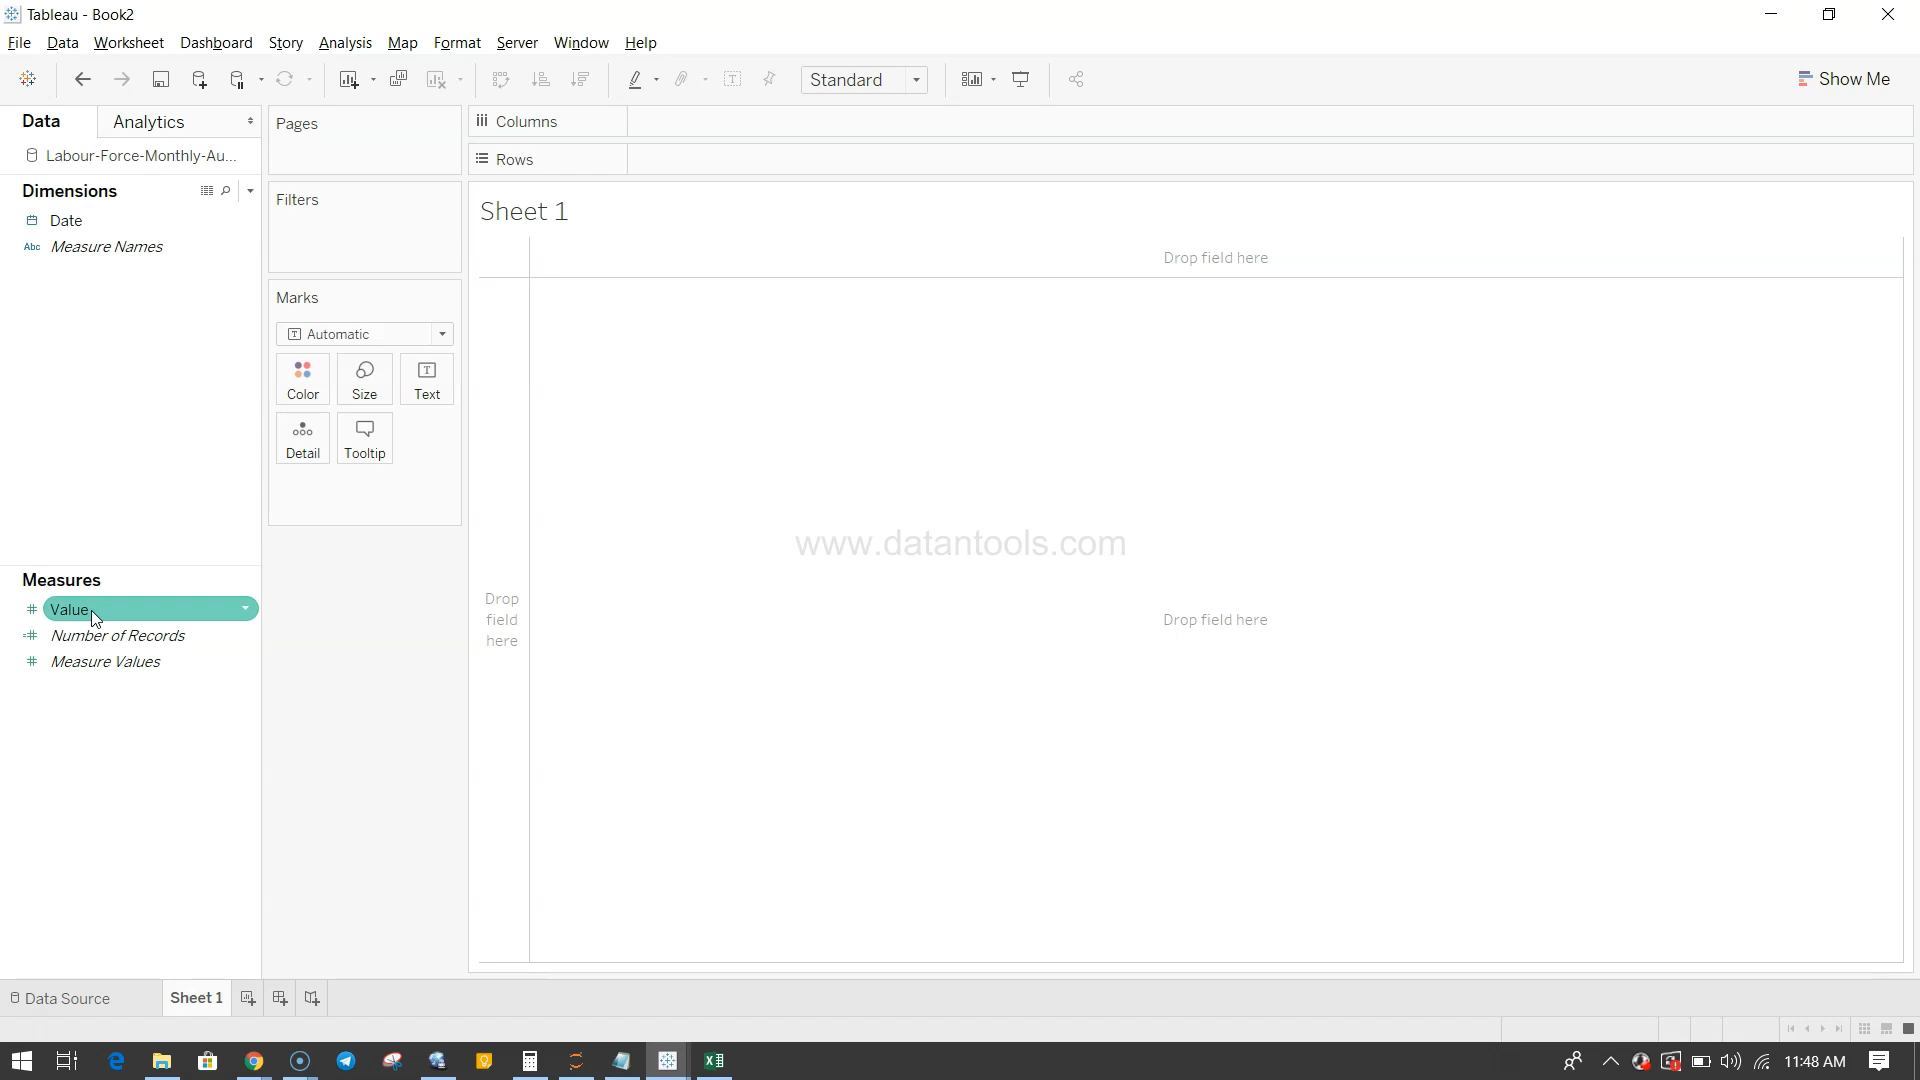 Tableau - Book2
File Data Worksheet Dashboard Story Analysis Map Format Server Window Help
Standard
Show Me
Data Analytics Pages Columns
Labour-Force-Monthly-Au...
Rows
Dimensions
Filters
Date
Sheet 1
Abc Measure Names
Drop field here
Marks
Automatic
Color Size Text
Detail Tooltip
www.datantools.com
Measures
Value
Drop
field
here
Drop field here
Number of Records
Measure Values
Data Source Sheet 1
11:48 AM